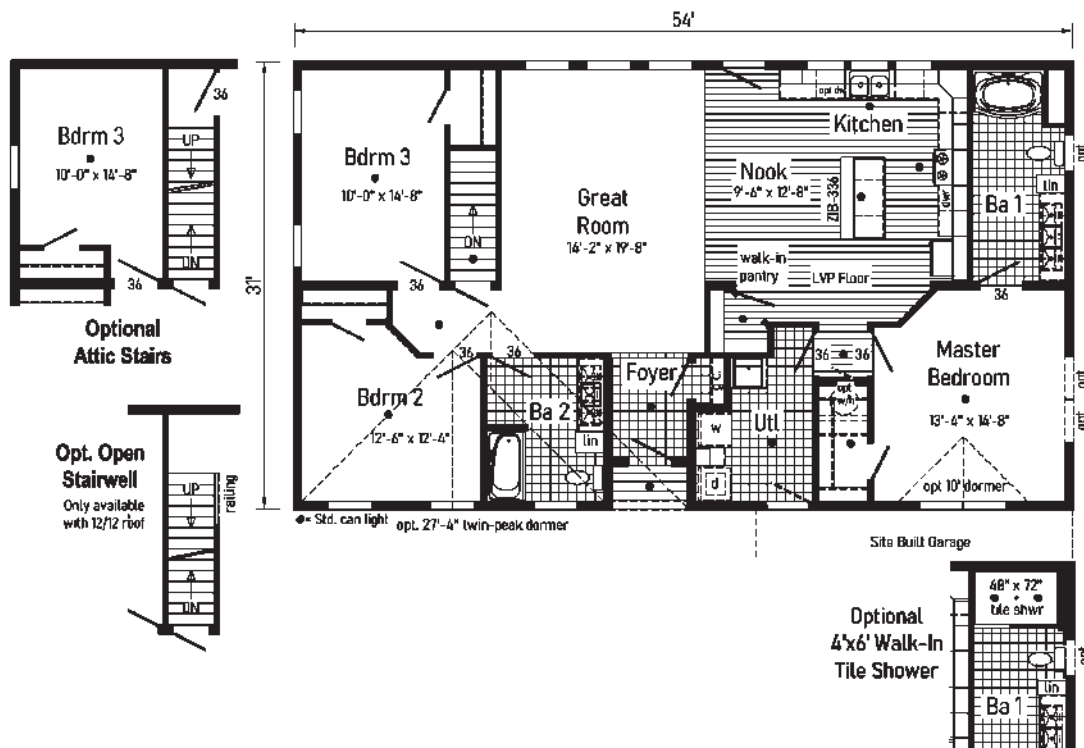 54'
31'
Bdrm 3
10'-0" x 14'-8"
36
UP
DN
36
Optional
Attic Stairs
Opt. Open
Stairwell
Only available
with 12/12 roof
UP
railing
DN
Bdrm 3
10'-0" x 14'-8"
DN
36
Great
Room
14'-2" x 19'-8"
Nook
9'-6" x 12'-8"
opt dw
Kitchen
ZIB-336
dwr
walk-in
pantry
LVP Floor
Ba 1
lin
opt
36
Bdrm 2
12'-6" x 12'-4"
36
36
Ba 2
lin
Foyer
w
d
Utl
36
36
opt
w/h
Master
Bedroom
13'-4" x 14'-8"
opt
opt
opt 10' dormer
= Std. can light
opt. 27'-4" twin-peak dormer
Site Built Garage
Optional
4'x6' Walk-In
Tile Shower
48" x 72"
tile shwr
opt
lin
Ba 1